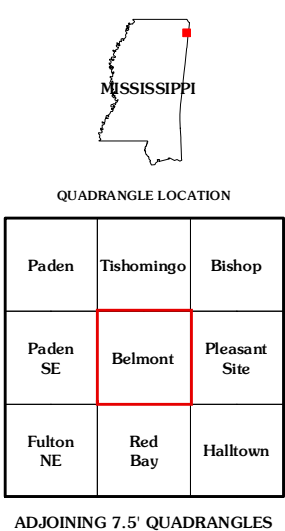 MISSISSIPPI
QUADRANGLE LOCATION
Paden
Tishomingo
Bishop
Paden
SE
Belmont
Pleasant
Site
Fulton
NE
Red
Bay
Halltown
ADJOINING 7.5' QUADRANGLES